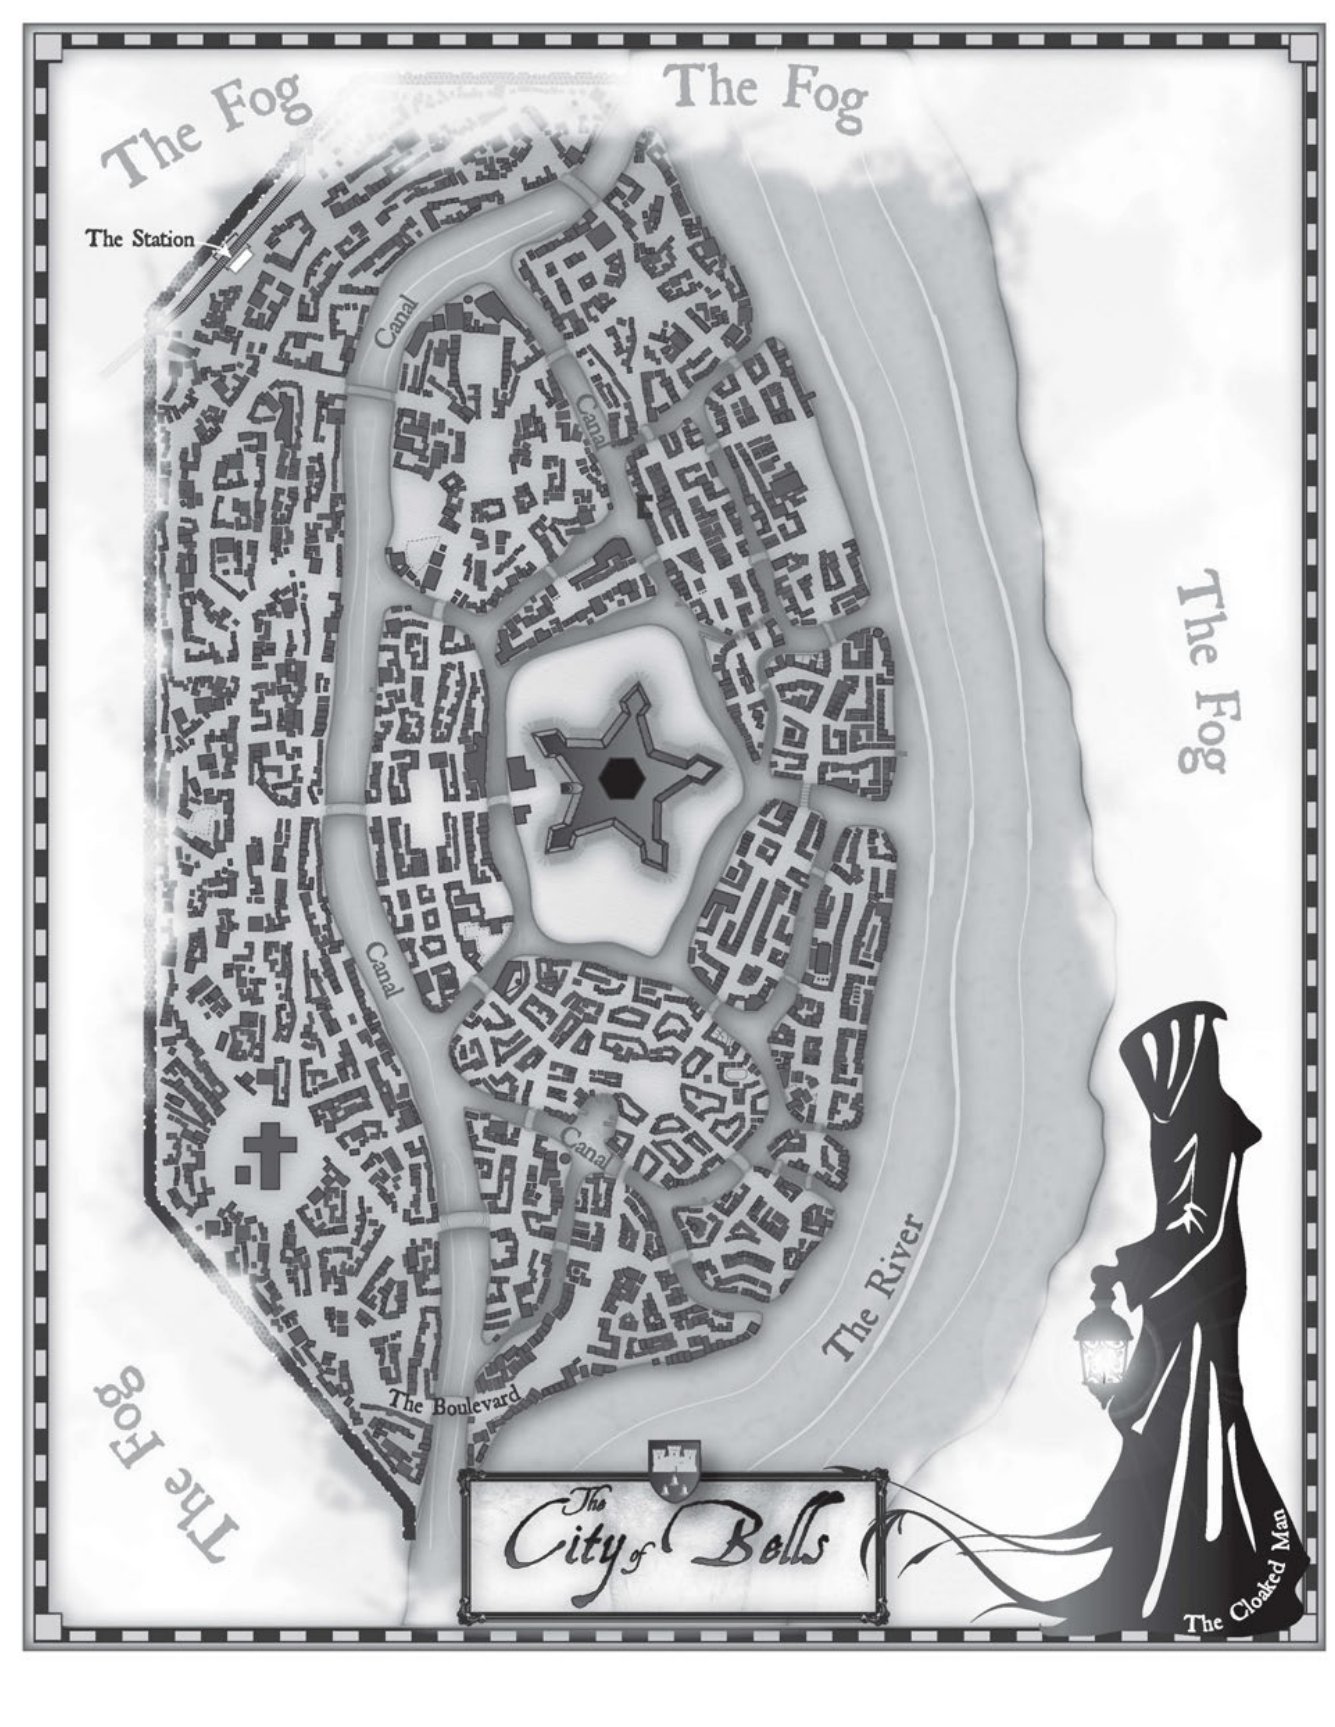 The Fog
The Fog
The Station
Canal
Canal
The Fog
Canal
Canal
The River
The Fog
The Boulevard
The
City of Bells
The Cloaked Man